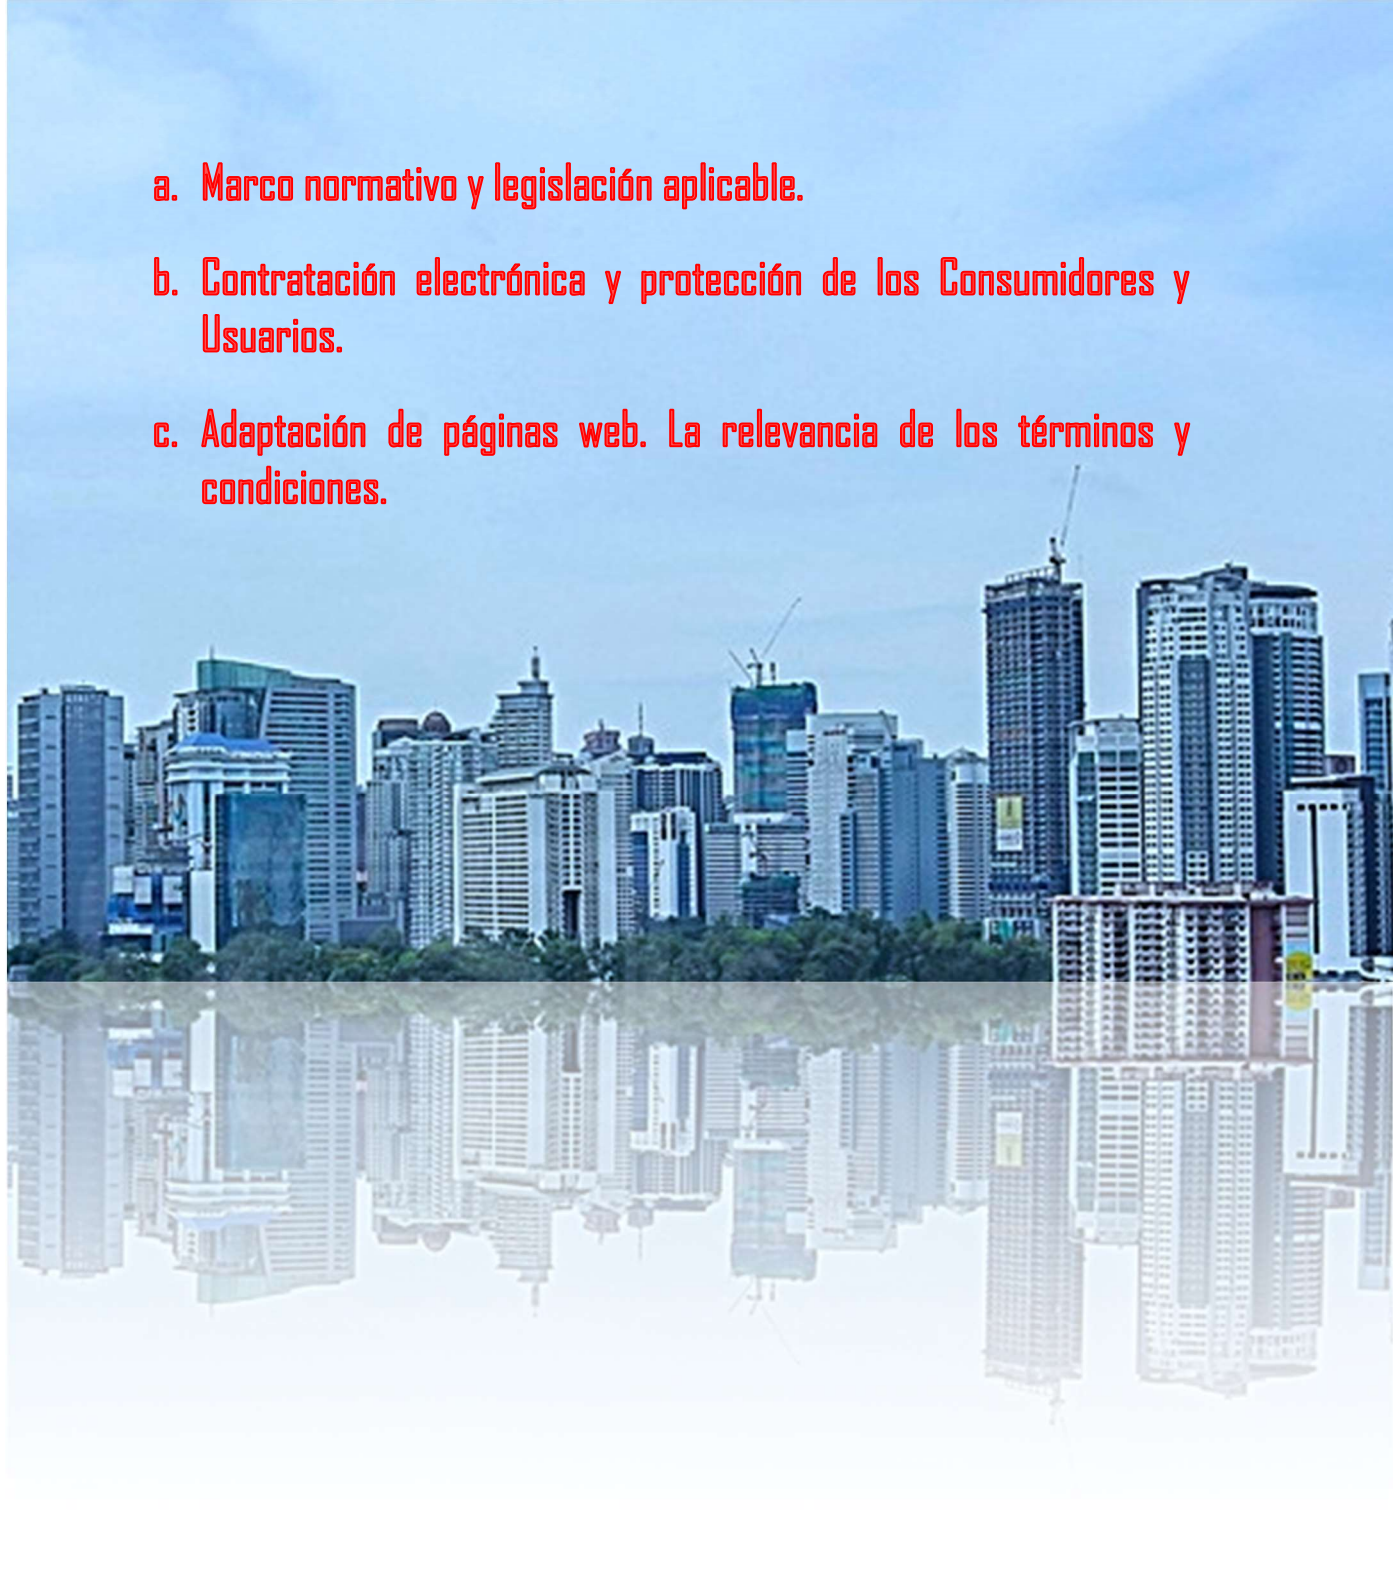 a. Marco normativo y legislación aplicable.
b. Contratación electrónica y protección de los Consumidores y
Usuarios.
c. Adaptación de páginas web. La relevancia de los términos y
condiciones.